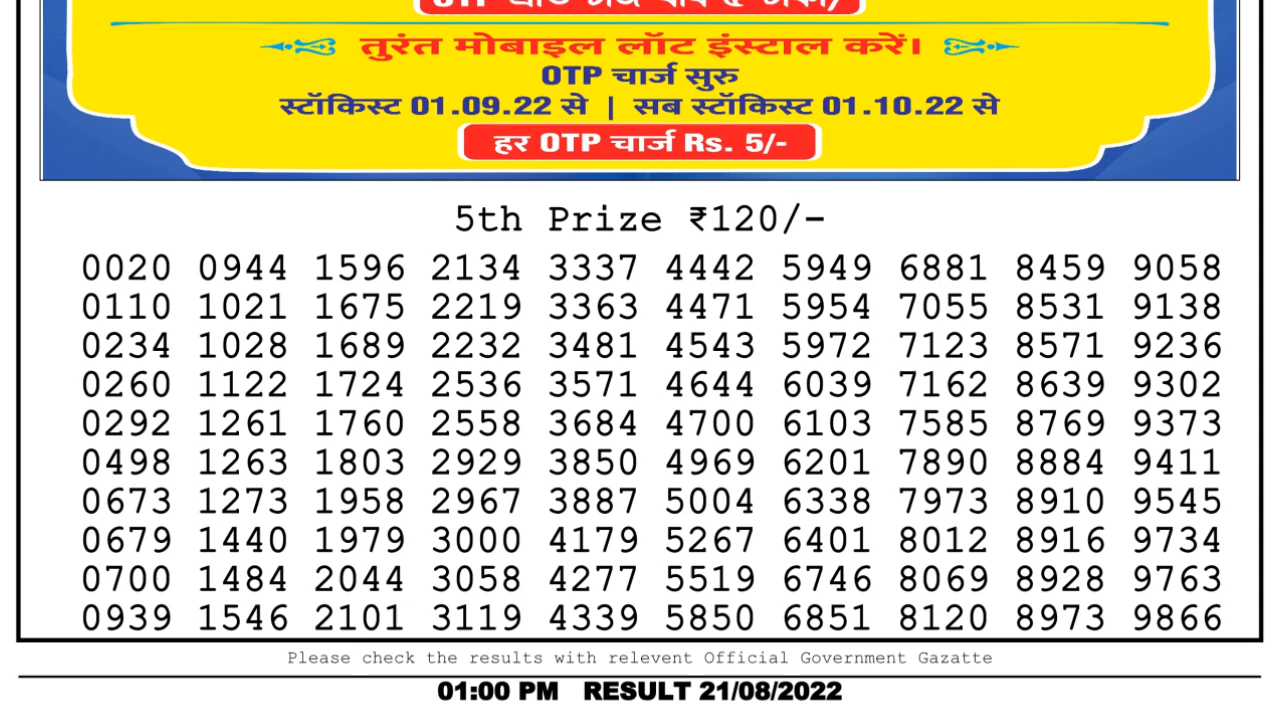 तुरंत मोबाइल लॉट इंस्टाल करें।
OTP चार्ज सुरु
स्टॉकिस्ट 01.09.22 से | सब स्टॉकिस्ट 01.10.22 से
हर OTP चार्ज Rs. 5/-
5th Prize ₹120/-
0020 0944 1596 2134 3337 4442 5949 6881 8459 9058
0110 1021 1675 2219 3363 4471 5954 7055 8531 9138
0234 1028 1689 2232 3481 4543 5972 7123 8571 9236
0260 1122 1724 2536 3571 4644 6039 7162 8639 9302
0292 1261 1760 2558 3684 4700 6103 7585 8769 9373
0498 1263 1803 2929 3850 4969 6201 7890 8884 9411
0673 1273 1958 2967 3887 5004 6338 7973 8910 9545
0679 1440 1979 3000 4179 5267 6401 8012 8916 9734
0700 1484 2044 3058 4277 5519 6746 8069 8928 9763
0939 1546 2101 3119 4339 5850 6851 8120 8973 9866
Please check the results with relevent Official Government Gazatte
01:00 PM RESULT 21/08/2022